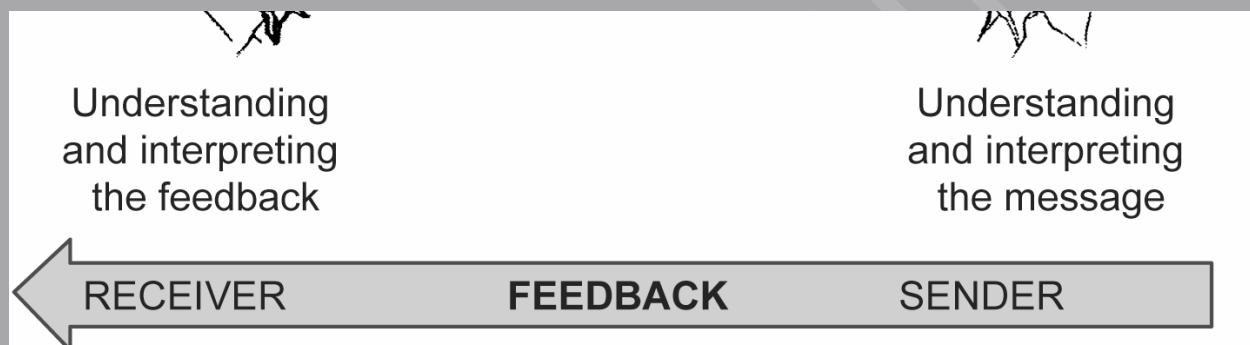 Understanding
and interpreting
the feedback
Understanding
and interpreting
the message
RECEIVER FEEDBACK SENDER